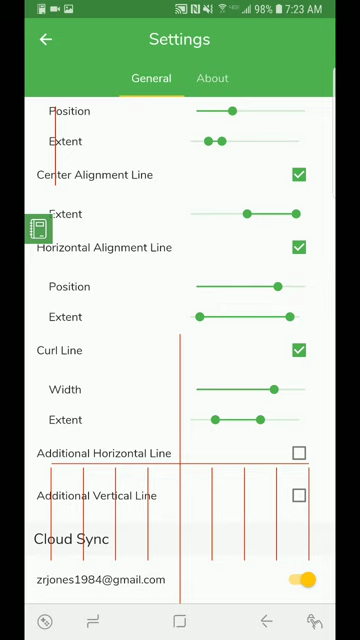 98% 7:23 AM
Settings
General About
Position
Extent
Center Alignment Line
Extent
Horizontal Alignment Line
Position
Extent
Curl Line
Width
Extent
Additional Horizontal Line
Additional Vertical Line
Cloud Sync
zrjones1984@gmail.com